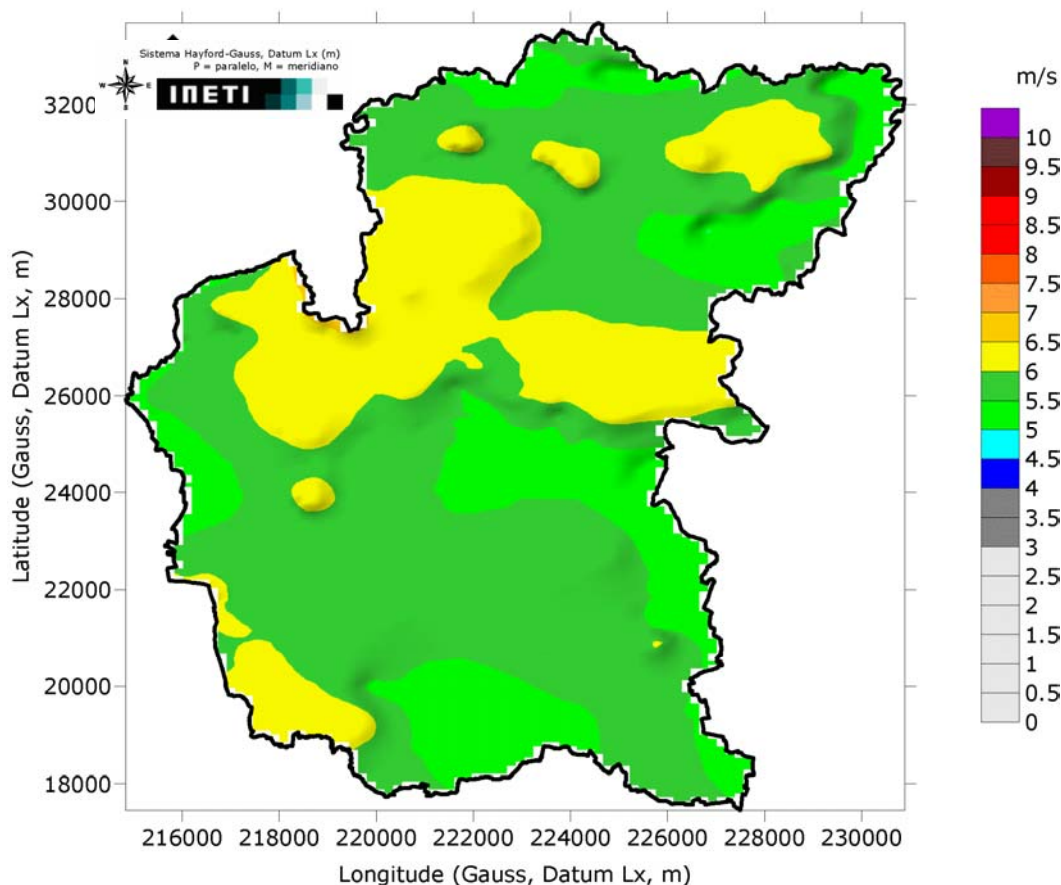 Sistema Hayford-Gauss, Datum Lx (m)
P = paralelo, M = meridiano
N
W E
S
INETI
m/s
10
9.5
9
8.5
8
7.5
7
6.5
6
5.5
5
4.5
4
3.5
3
2.5
2
1.5
1
0.5
0
Latitude (Gauss, Datum Lx, m)
32000
30000
28000
26000
24000
22000
20000
18000
216000 218000 220000 222000 224000 226000 228000 230000
Longitude (Gauss, Datum Lx, m)